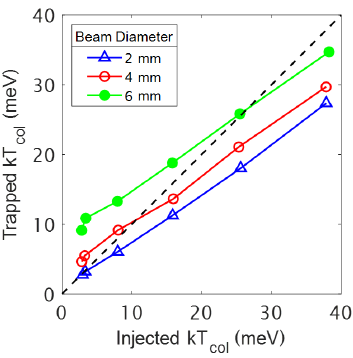 40
30
20
10
0
Trapped kT_col (meV)
Beam Diameter
2 mm
4 mm
6 mm
0 10 20 30 40
Injected kT_col (meV)